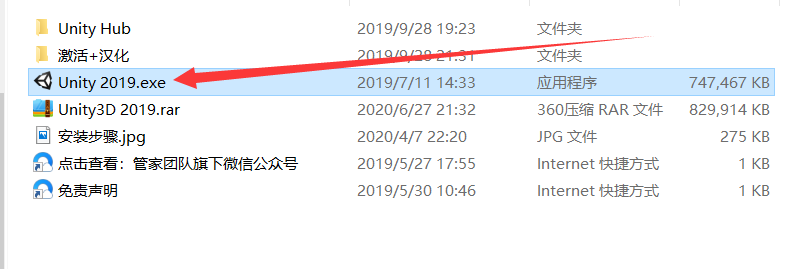 Unity Hub 2019/9/28 19:23 文件夹
激活+汉化 2019/9/28 21:31 文件夹
Unity 2019.exe 2019/7/11 14:33 应用程序 747,467 KB
Unity3D 2019.rar 2020/6/27 21:32 360压缩 RAR 文件 829,914 KB
安装步骤.jpg 2020/4/7 22:20 JPG 文件 275 KB
点击查看：管家团队旗下微信公众号 2019/5/27 17:55 Internet 快捷方式 1 KB
免责声明 2019/5/30 10:46 Internet 快捷方式 1 KB